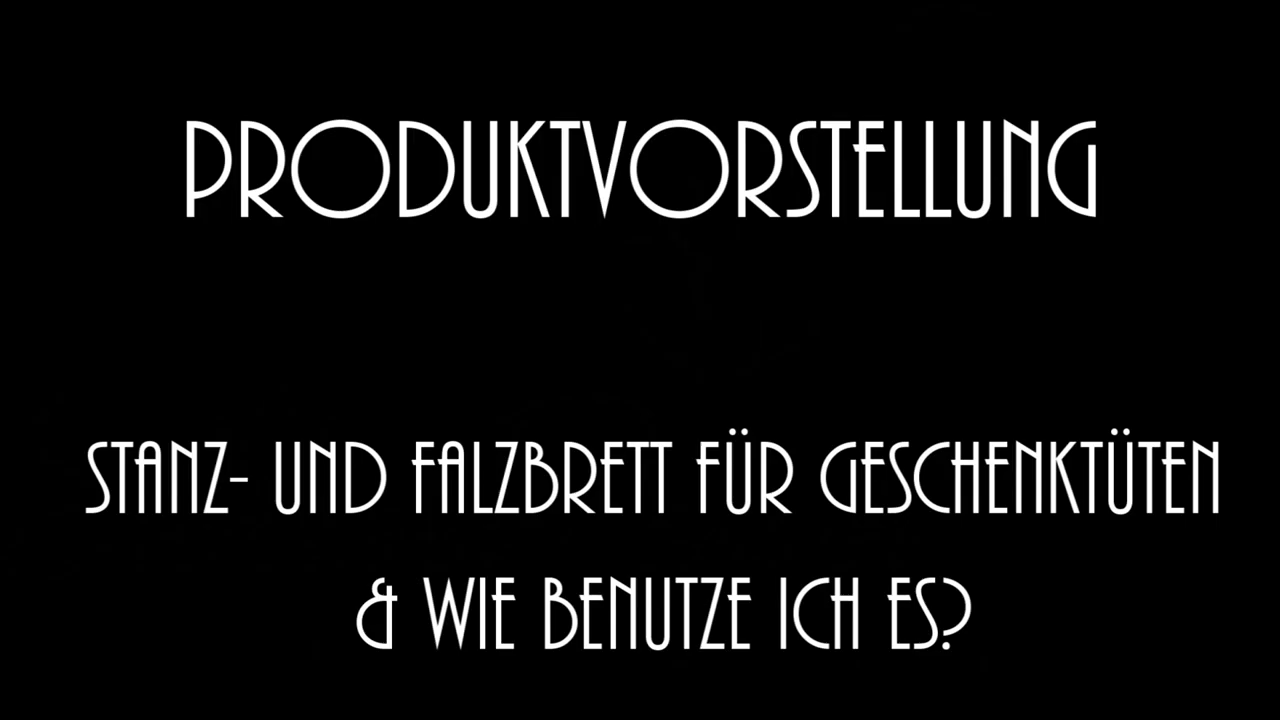 PRODUKTVORSTELLUNG
STANZ- UND FALZBRETT FÜR GESCHENKTÜTEN
& WIE BENUTZE ICH ES?